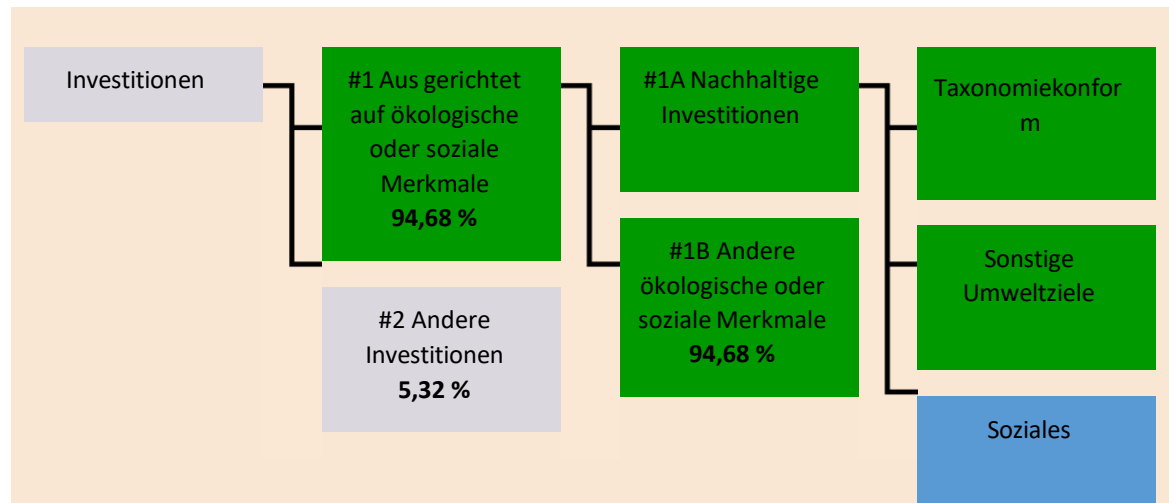 Investitionen
#1 Aus gerichtet
auf ökologische
oder soziale
Merkmale
94,68 %
#2 Andere
Investitionen
5,32 %
#1A Nachhaltige
Investitionen
#1B Andere
ökologische oder
soziale Merkmale
94,68 %
Taxonomiekonfor
m
Sonstige
Umweltziele
Soziales